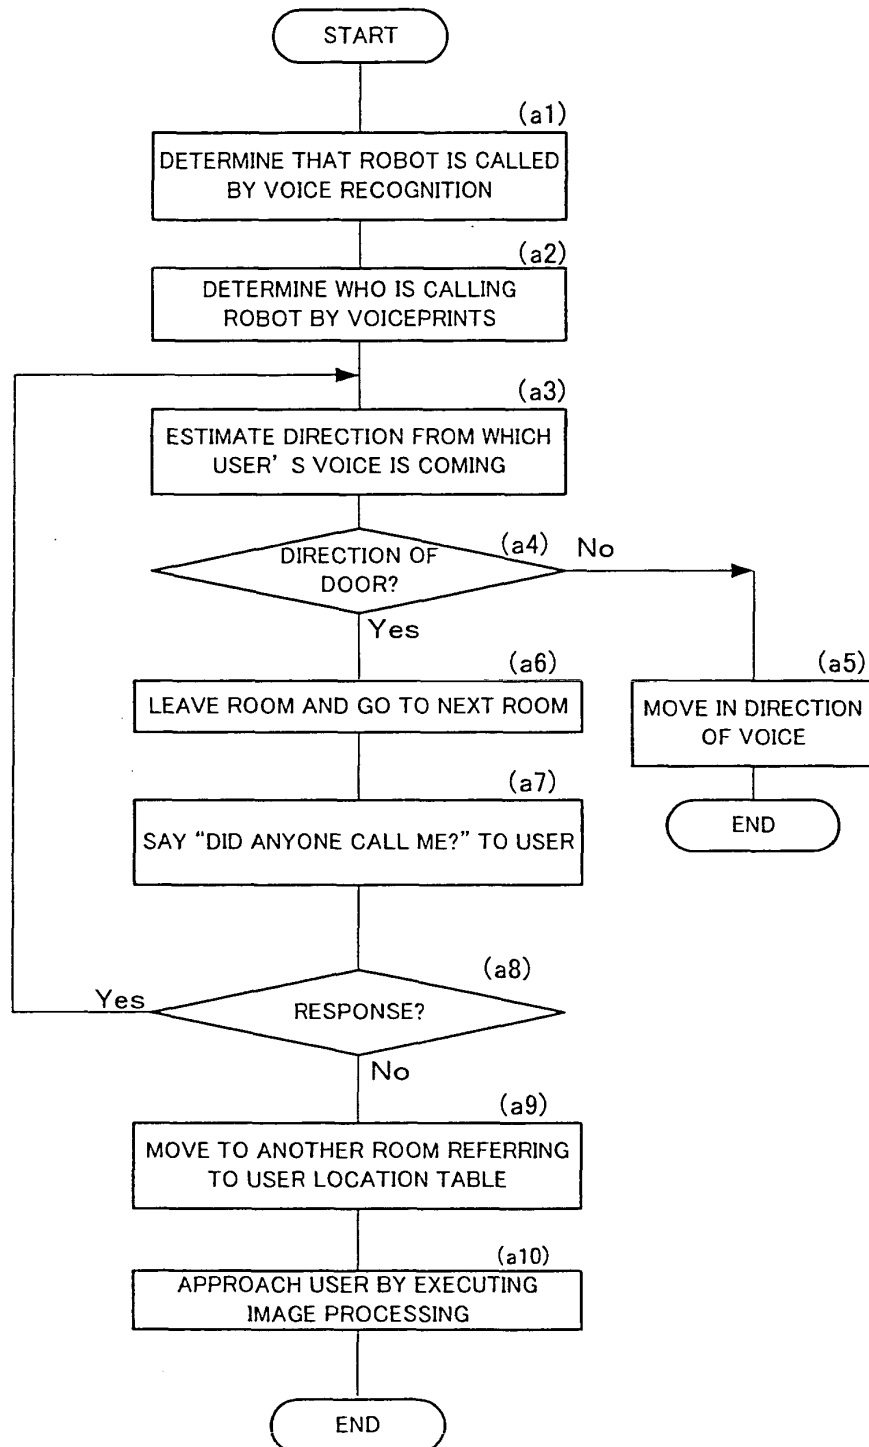 START
(a1)
DETERMINE THAT ROBOT IS CALLED
BY VOICE RECOGNITION
(a2)
DETERMINE WHO IS CALLING
ROBOT BY VOICEPRINTS
(a3)
ESTIMATE DIRECTION FROM WHICH
USER'S VOICE IS COMING
(a4)
DIRECTION OF
DOOR?
No
Yes
(a5)
MOVE IN DIRECTION
OF VOICE
END
(a6)
LEAVE ROOM AND GO TO NEXT ROOM
(a7)
SAY “DID ANYONE CALL ME?” TO USER
(a8)
RESPONSE?
Yes
No
(a9)
MOVE TO ANOTHER ROOM REFERRING
TO USER LOCATION TABLE
(a10)
APPROACH USER BY EXECUTING
IMAGE PROCESSING
END